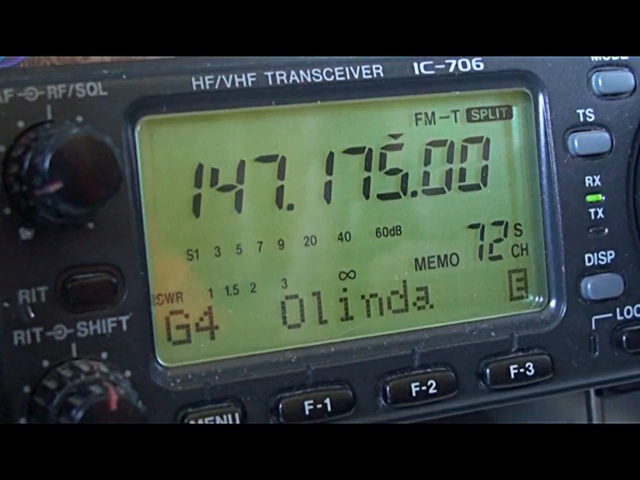 HF/VHF TRANSCEIVER IC-706
AF RF/SQL
MODE
FM-T SPLIT
TS
147.175.00
S1 3 5 7 9 20 40 60dB
MEMO 72 S CH
RX
TX
SWR 1 1.5 2 3 ∞
RIT
G4 Olinda E
DISP
RIT SHIFT
LOC
MENU
F-1
F-2
F-3